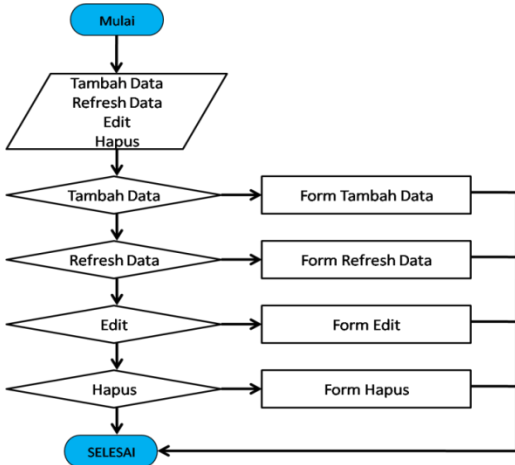 Mulai
Tambah Data
Refresh Data
Edit
Hapus
Tambah Data
Form Tambah Data
Refresh Data
Form Refresh Data
Edit
Form Edit
Hapus
Form Hapus
SELESAI